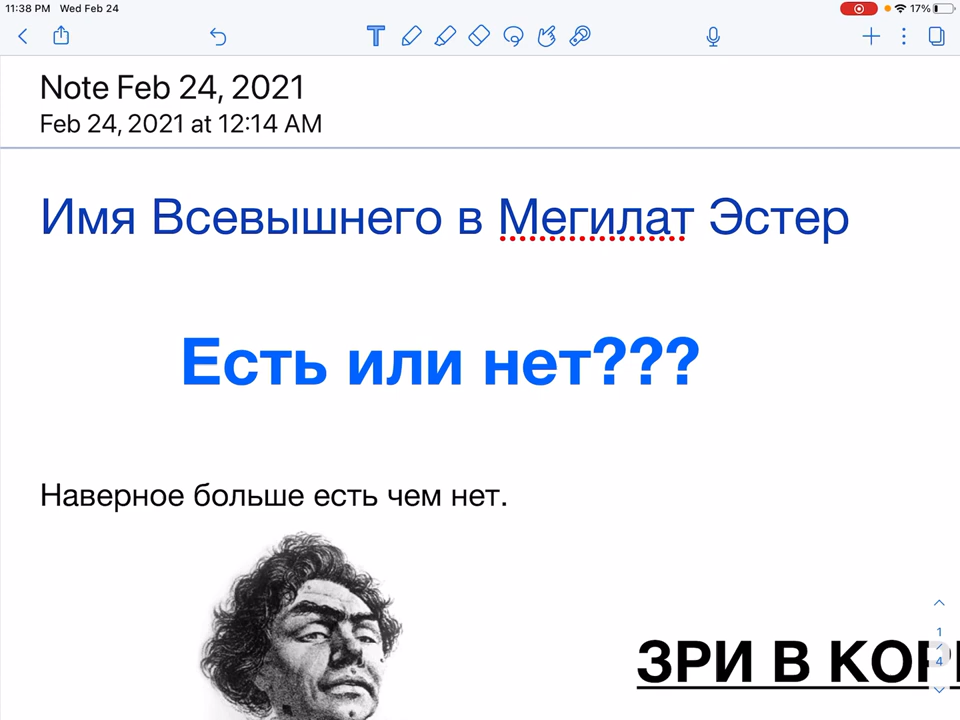 11:38 PM Wed Feb 24
17%
Note Feb 24, 2021
Feb 24, 2021 at 12:14 AM
Имя Всевышнего в Мегилат Эстер
Есть или нет???
Наверное больше есть чем нет.
ЗРИ В
1
4